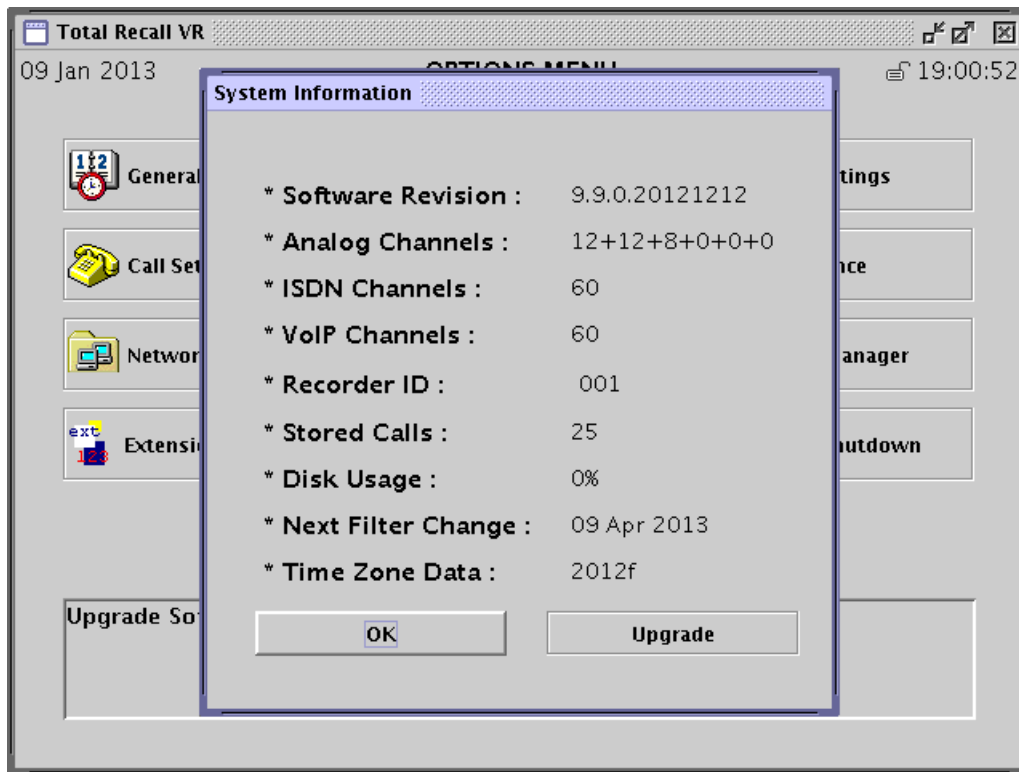 Total Recall VR
09 Jan 2013
OPTIONS MENU
19:00:52
System Information
General
tings
* Software Revision : 9.9.0.20121212
* Analog Channels : 12+12+8+0+0+0
Call Set
nce
* ISDN Channels : 60
* VoIP Channels : 60
Networ
anager
* Recorder ID : 001
* Stored Calls : 25
ext
123
Extensi
utdown
* Disk Usage : 0%
* Next Filter Change : 09 Apr 2013
* Time Zone Data : 2012f
Upgrade So
OK
Upgrade